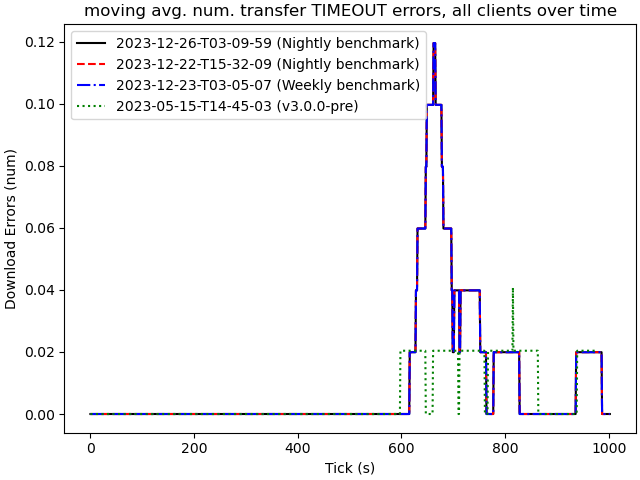 moving avg. num. transfer TIMEOUT errors, all clients over time
2023-12-26-T03-09-59 (Nightly benchmark)
2023-12-22-T15-32-09 (Nightly benchmark)
2023-12-23-T03-05-07 (Weekly benchmark)
2023-05-15-T14-45-03 (v3.0.0-pre)
Download Errors (num)
0.12
0.10
0.08
0.06
0.04
0.02
0.00
0 200 400 600 800 1000
Tick (s)